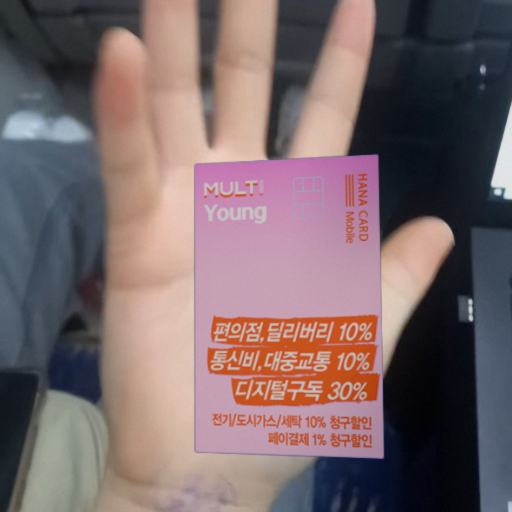 MULTI
Young
HANA CARD
Mobile
편의점,딜리버리 10%
통신비,대중교통 10%
디지털구독 30%
전기/도시가스/세탁 10% 청구할인
페이결제 1% 청구할인